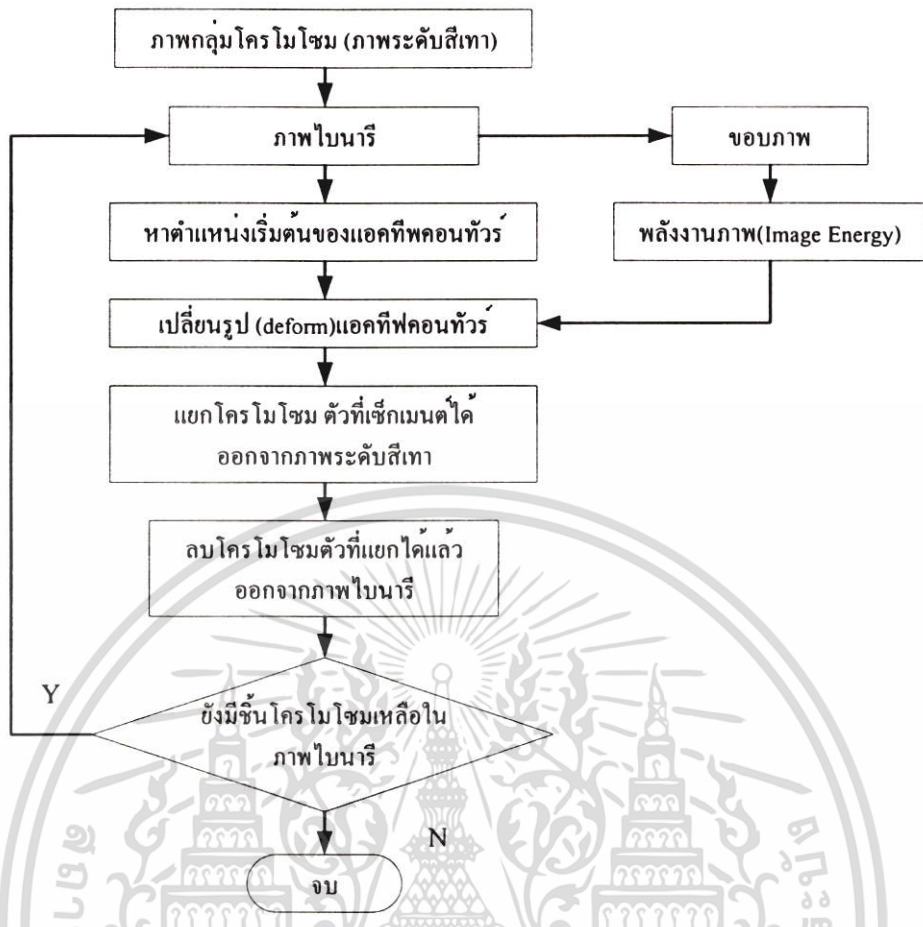 ภาพกลุ่มโครโมโซม (ภาพระดับสีเทา)
ภาพไบนารี
ขอบภาพ
หาตำแหน่งเริ่มต้นของแอคทีพคอนทัวร์
พลังงานภาพ(Image Energy)
เปลี่ยนรูป (deform)แอคทีฟคอนทัวร์
แยกโครโมโซม ตัวที่เซ็กเมนต์ได้
ออกจากภาพระดับสีเทา
ลบโครโมโซมตัวที่แยกได้แล้ว
ออกจากภาพไบนารี
Y
ยังมีชิ้นโครโมโซมเหลือใน
ภาพไบนารี
N
จบ